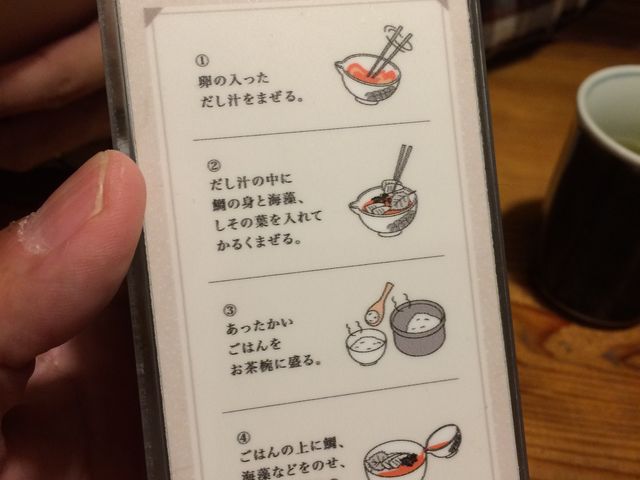 ①
卵の入った
だし汁をまぜる。
②
だし汁の中に
鯛の身と海藻、
しその葉を入れて
かるくまぜる。
③
あったかい
ごはんを
お茶碗に盛る。
④
ごはんの上に鯛、
海藻などをのせ、